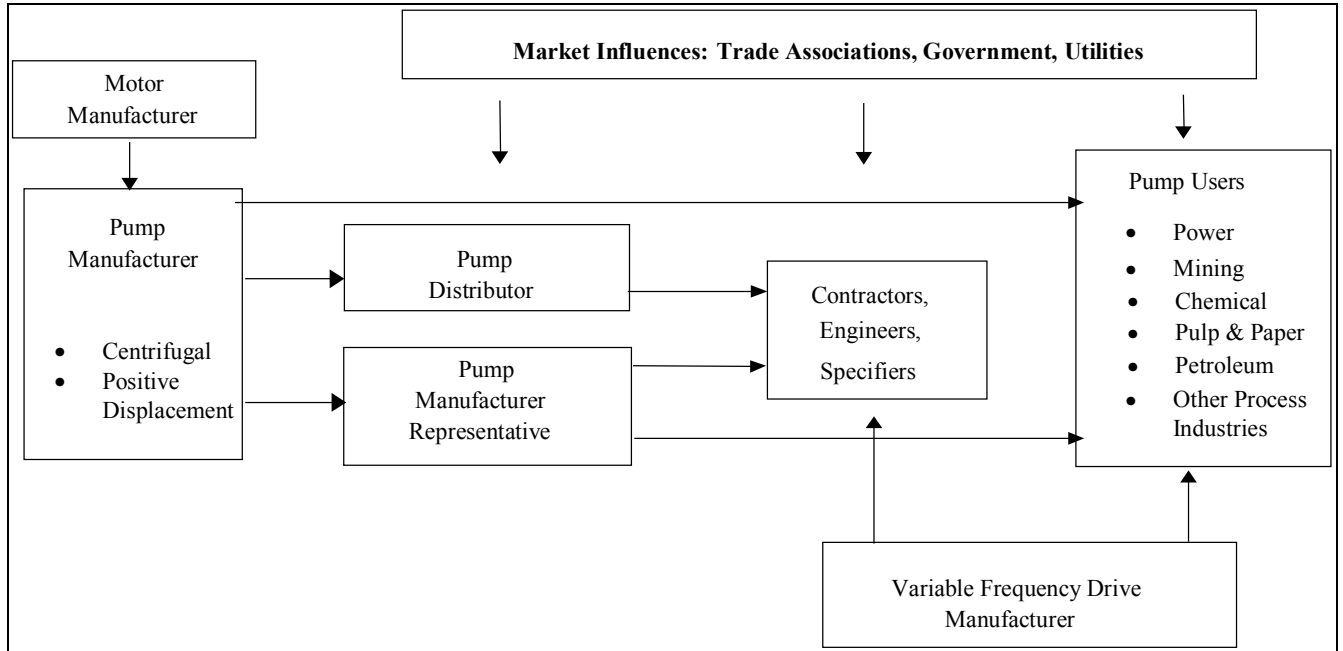 Market Influences: Trade Associations, Government, Utilities
Motor
Manufacturer
Pump
Manufacturer
● Centrifugal
● Positive
Displacement
Pump
Distributor
Pump
Manufacturer
Representative
Contractors,
Engineers,
Specifiers
Pump Users
● Power
● Mining
● Chemical
● Pulp & Paper
● Petroleum
● Other Process
Industries
Variable Frequency Drive
Manufacturer